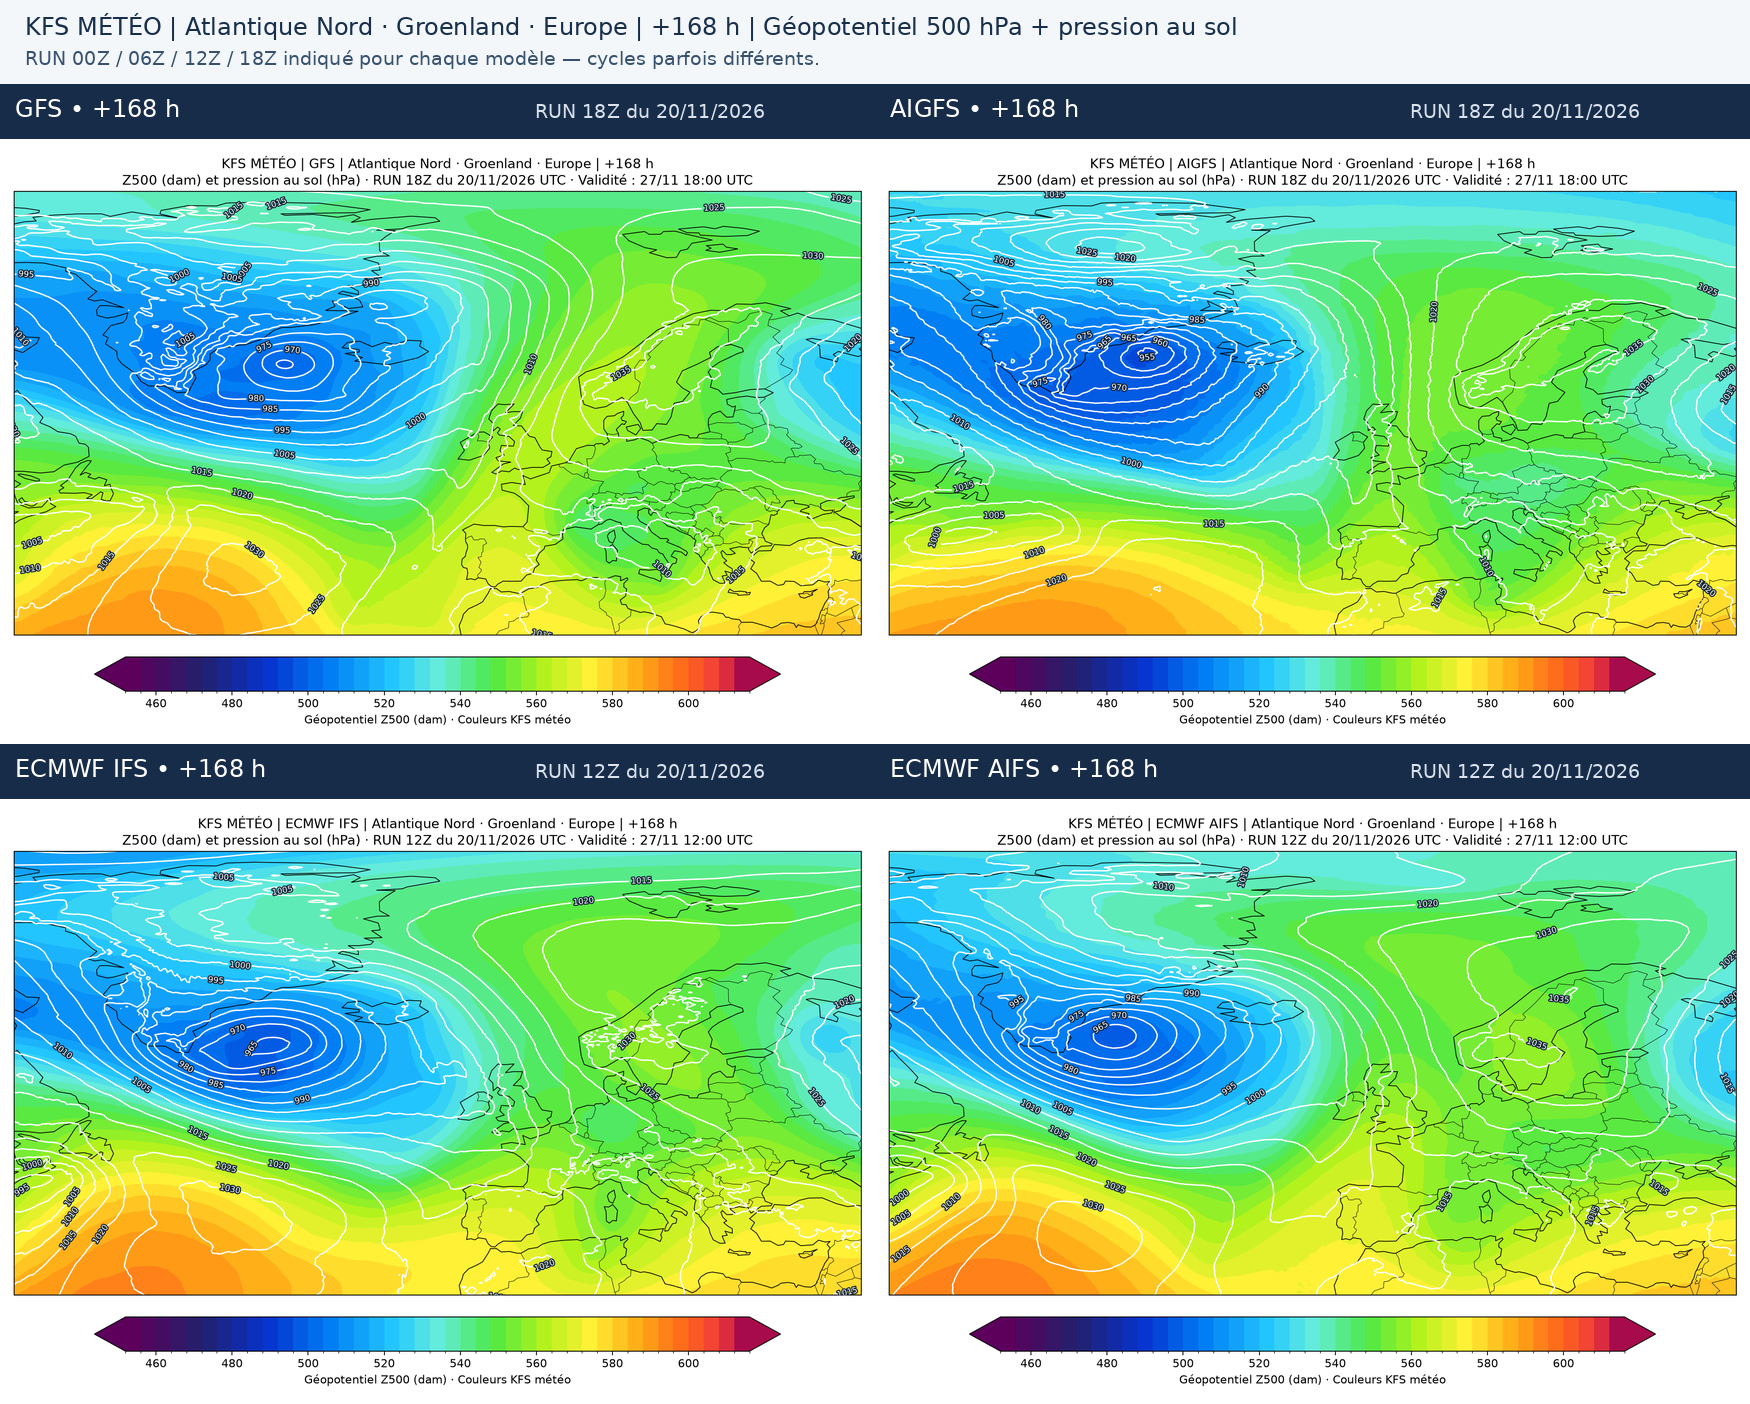 KFS MÉTÉO | Atlantique Nord · Groenland · Europe | +168 h | Géopotentiel 500 hPa + pression au sol
RUN 00Z / 06Z / 12Z / 18Z indiqué pour chaque modèle — cycles parfois différents.
GFS • +168 h
RUN 18Z du 20/11/2026
AIGFS • +168 h
RUN 18Z du 20/11/2026
KFS MÉTÉO | GFS | Atlantique Nord · Groenland · Europe | +168 h
Z500 (dam) et pression au sol (hPa) · RUN 18Z du 20/11/2026 UTC · Validité : 27/11 18:00 UTC
KFS MÉTÉO | AIGFS | Atlantique Nord · Groenland · Europe | +168 h
Z500 (dam) et pression au sol (hPa) · RUN 18Z du 20/11/2026 UTC · Validité : 27/11 18:00 UTC
460 480 500 520 540 560 580 600
Géopotentiel Z500 (dam) · Couleurs KFS météo
460 480 500 520 540 560 580 600
Géopotentiel Z500 (dam) · Couleurs KFS météo
ECMWF IFS • +168 h
RUN 12Z du 20/11/2026
ECMWF AIFS • +168 h
RUN 12Z du 20/11/2026
KFS MÉTÉO | ECMWF IFS | Atlantique Nord · Groenland · Europe | +168 h
Z500 (dam) et pression au sol (hPa) · RUN 12Z du 20/11/2026 UTC · Validité : 27/11 12:00 UTC
KFS MÉTÉO | ECMWF AIFS | Atlantique Nord · Groenland · Europe | +168 h
Z500 (dam) et pression au sol (hPa) · RUN 12Z du 20/11/2026 UTC · Validité : 27/11 12:00 UTC
460 480 500 520 540 560 580 600
Géopotentiel Z500 (dam) · Couleurs KFS météo
460 480 500 520 540 560 580 600
Géopotentiel Z500 (dam) · Couleurs KFS météo